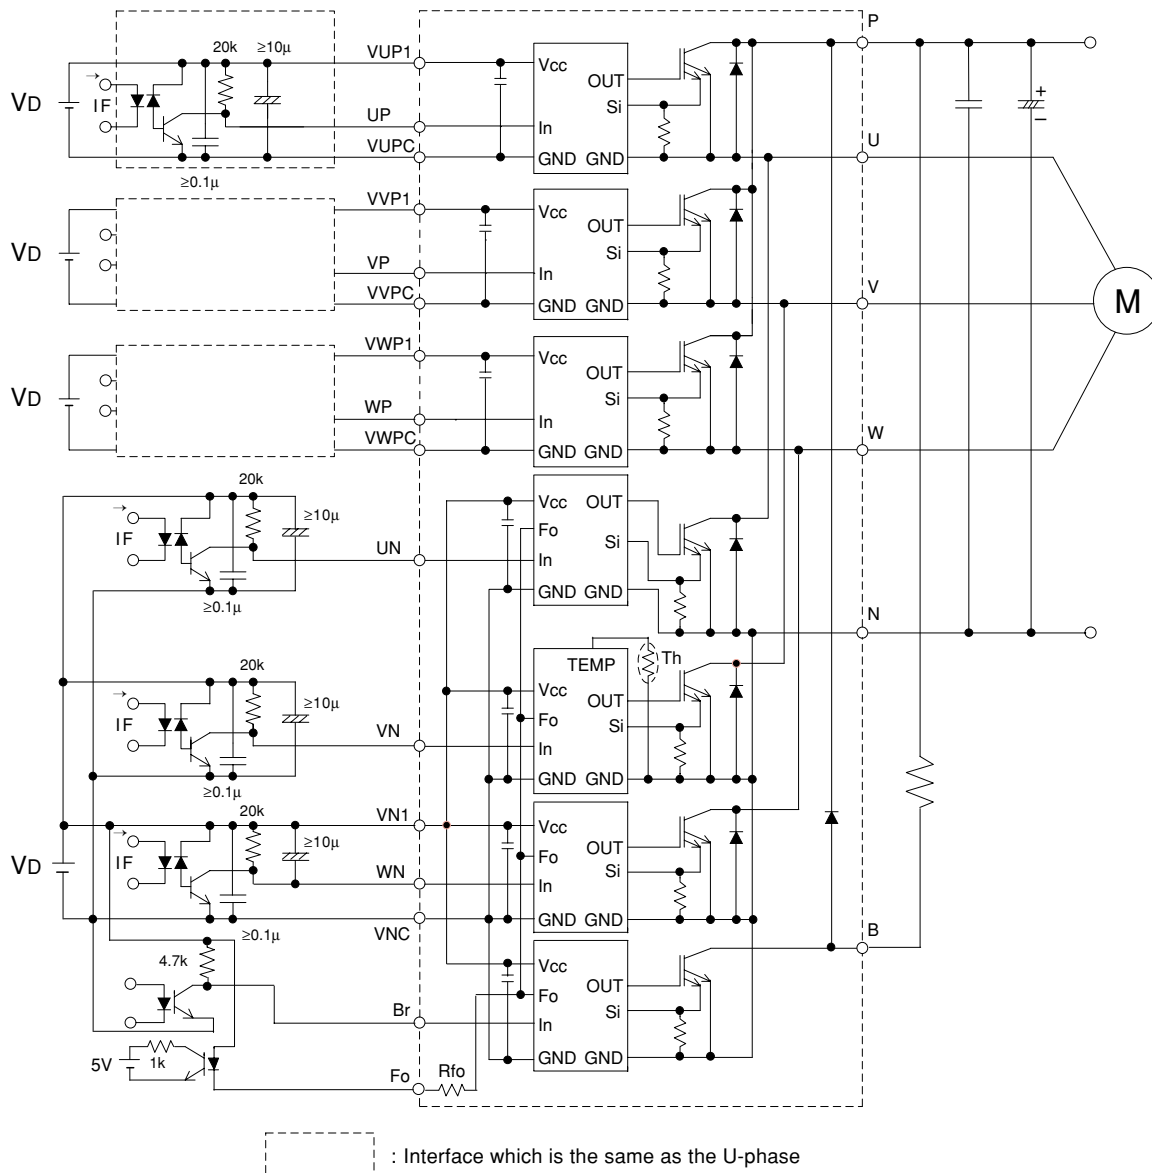 P
20k
≥10μ
VUP1
Vcc
OUT
Si
+
–
VD
→
IF
UP
In
U
VUPC
GND GND
≥0.1μ
VVP1
Vcc
OUT
Si
VD
VP
In
V
VVPC
GND GND
M
VWP1
Vcc
OUT
Si
VD
WP
In
W
VWPC
GND GND
20k
→
IF
≥10μ
Vcc
OUT
Fo
Si
UN
In
GND GND
≥0.1μ
N
20k
TEMP
Th
→
IF
≥10μ
Vcc
OUT
Fo
Si
VN
In
GND GND
≥0.1μ
20k
VN1
Vcc
→
IF
≥10μ
OUT
Fo
Si
VD
WN
In
GND GND
VNC
≥0.1μ
B
4.7k
Vcc
OUT
Fo
Si
Br
In
GND GND
5V
1k
Fo
Rfo
: Interface which is the same as the U-phase